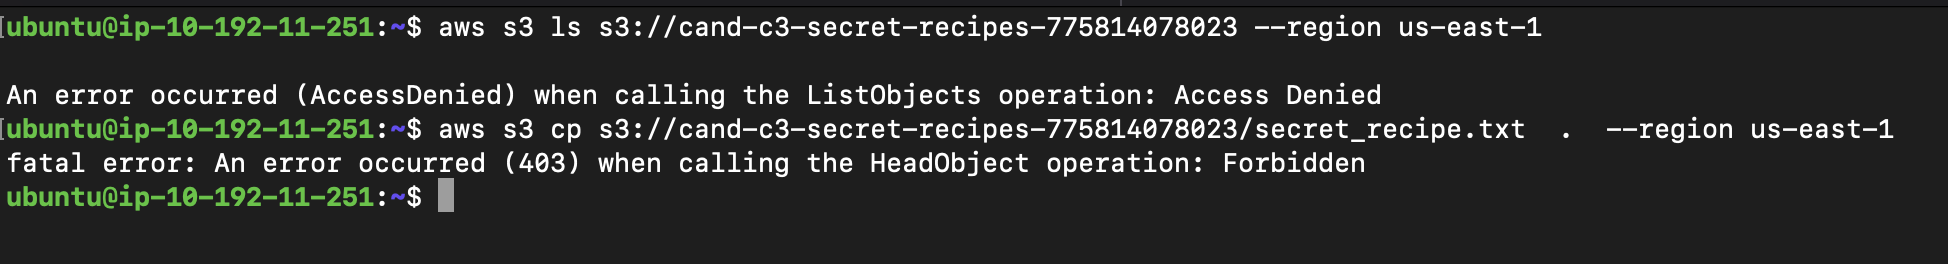 [ubuntu@ip-10-192-11-251:~$ aws s3 ls s3://cand-c3-secret-recipes-775814078023 --region us-east-1
An error occurred (AccessDenied) when calling the ListObjects operation: Access Denied
[ubuntu@ip-10-192-11-251:~$ aws s3 cp s3://cand-c3-secret-recipes-775814078023/secret_recipe.txt  .  --region us-east-1
fatal error: An error occurred (403) when calling the HeadObject operation: Forbidden
ubuntu@ip-10-192-11-251:~$